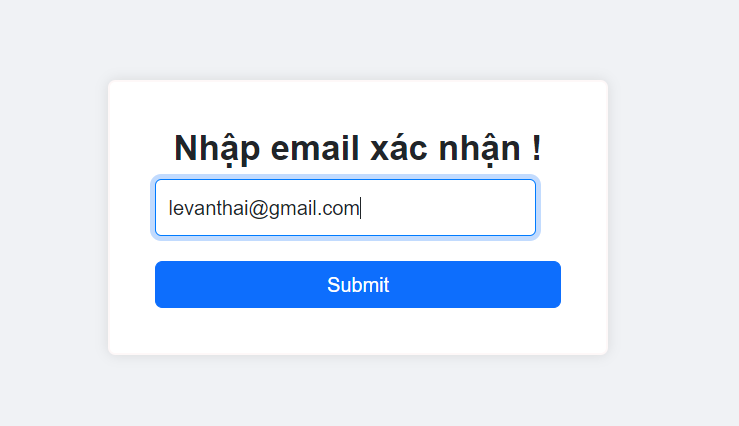 Nhập email xác nhận !
levanthai@gmail.com
Submit